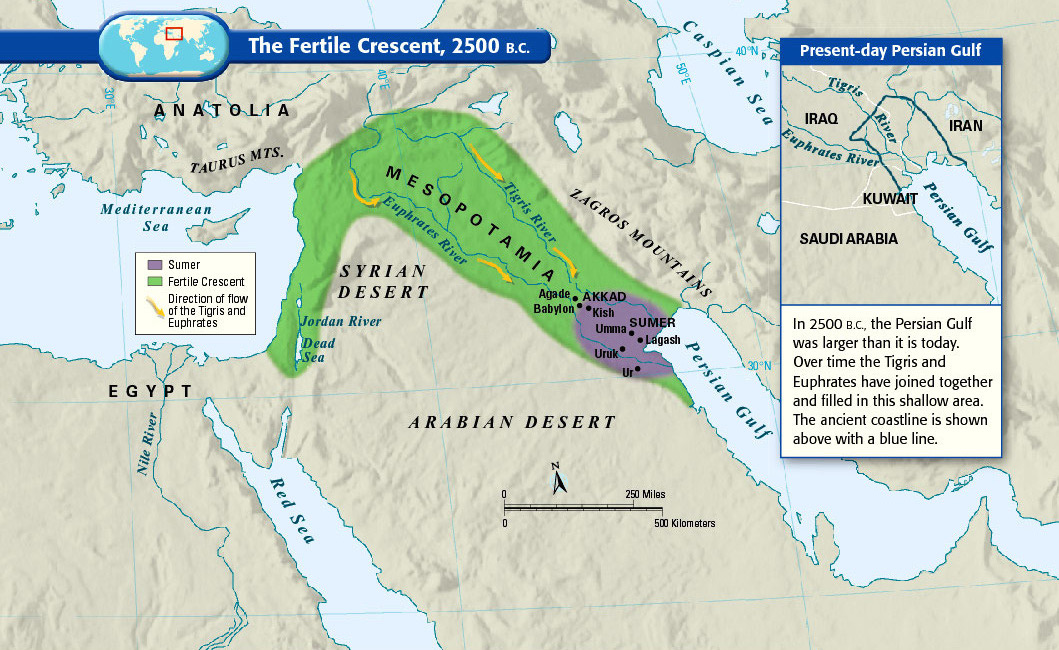 The Fertile Crescent, 2500 B.C.
30°E
40°E
50°E
40°N
30°N
Caspian Sea
ANATOLIA
TAURUS MTS.
Mediterranean
Sea
MESOPOTAMIA
Tigris River
Euphrates River
ZAGROS MOUNTAINS
SYRIAN
DESERT
Sumer
Fertile Crescent
Direction of flow
of the Tigris and
Euphrates
Jordan River
Dead
Sea
Agade
AKKAD
Babylon
Kish
Umma
SUMER
Lagash
Uruk
Ur
Persian Gulf
EGYPT
Nile River
Red Sea
ARABIAN DESERT
N
0
250 Miles
0
500 Kilometers
Present-day Persian Gulf
Tigris
River
IRAQ
IRAN
Euphrates River
KUWAIT
Persian Gulf
SAUDI ARABIA
In 2500 B.C., the Persian Gulf
was larger than it is today.
Over time the Tigris and
Euphrates have joined together
and filled in this shallow area.
The ancient coastline is shown
above with a blue line.